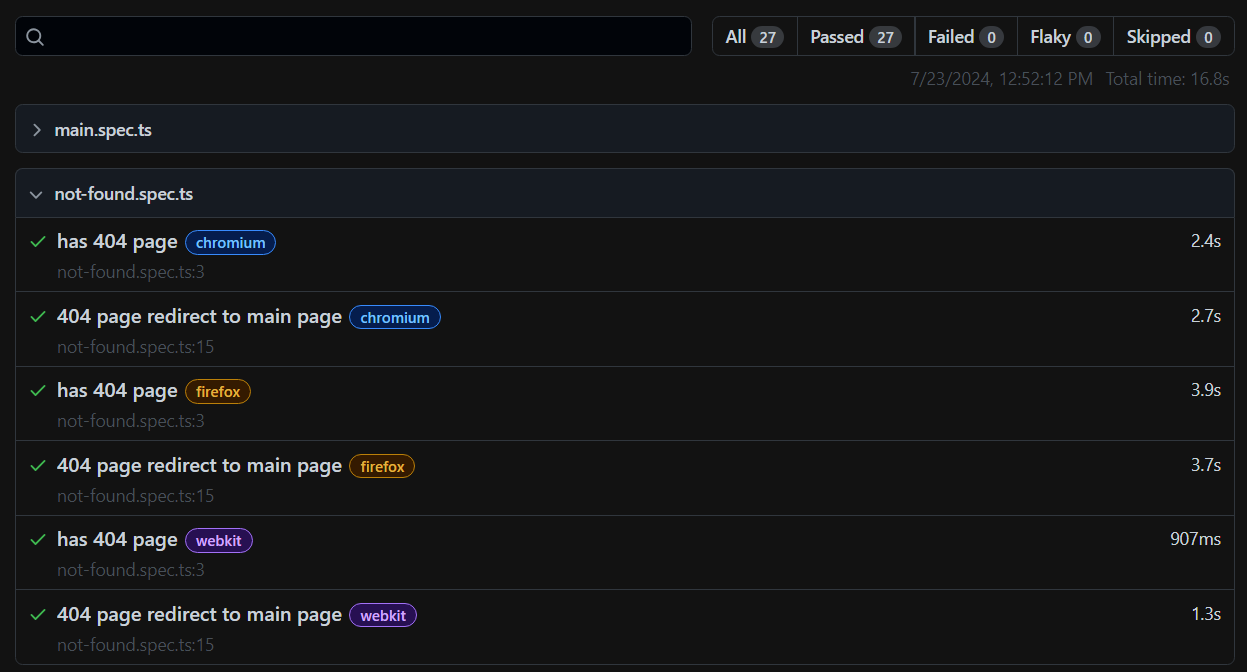 All 27 Passed 27 Failed 0 Flaky 0 Skipped 0
7/23/2024, 12:52:12 PM Total time: 16.8s
main.spec.ts
not-found.spec.ts
has 404 page chromium 2.4s
not-found.spec.ts:3
404 page redirect to main page chromium 2.7s
not-found.spec.ts:15
has 404 page firefox 3.9s
not-found.spec.ts:3
404 page redirect to main page firefox 3.7s
not-found.spec.ts:15
has 404 page webkit 907ms
not-found.spec.ts:3
404 page redirect to main page webkit 1.3s
not-found.spec.ts:15